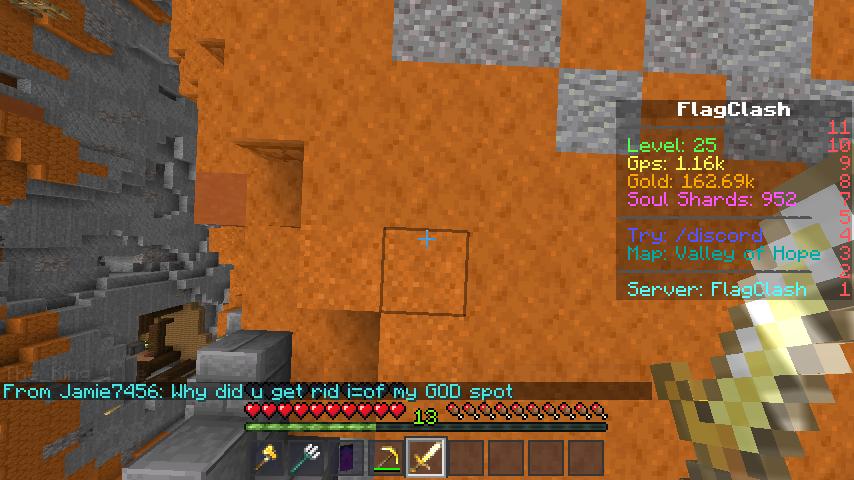 FlagClash
11
Level: 25 10
Gps: 1.16k 9
Gold: 162.69k 8
Soul Shards: 952 7
5
Try: /discord 4
Map: Valley of Hope 3
2
Server: FlagClash 1
From Jamie7456: Why did u get rid i=of my GOD spot
13